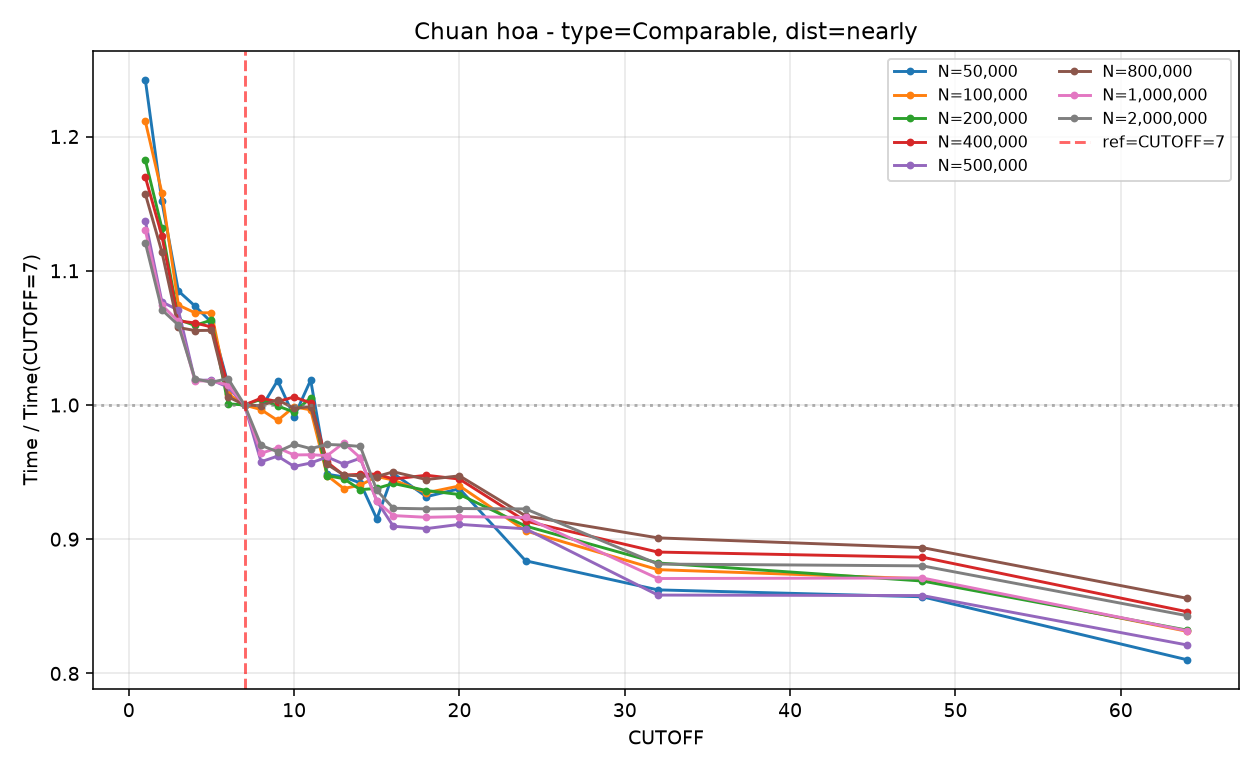 Chuan hoa - type=Comparable, dist=nearly
N=50,000
N=100,000
N=200,000
N=400,000
N=500,000
N=800,000
N=1,000,000
N=2,000,000
ref=CUTOFF=7
Time / Time(CUTOFF=7)
1.2
1.1
1.0
0.9
0.8
0 10 20 30 40 50 60
CUTOFF